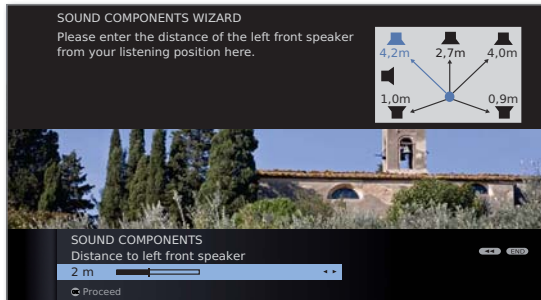 SOUND COMPONENTS WIZARD
Please enter the distance of the left front speaker
from your listening position here.
4,2m 2,7m 4,0m
1,0m 0,9m
SOUND COMPONENTS
Distance to left front speaker
2 m
END
OK Proceed